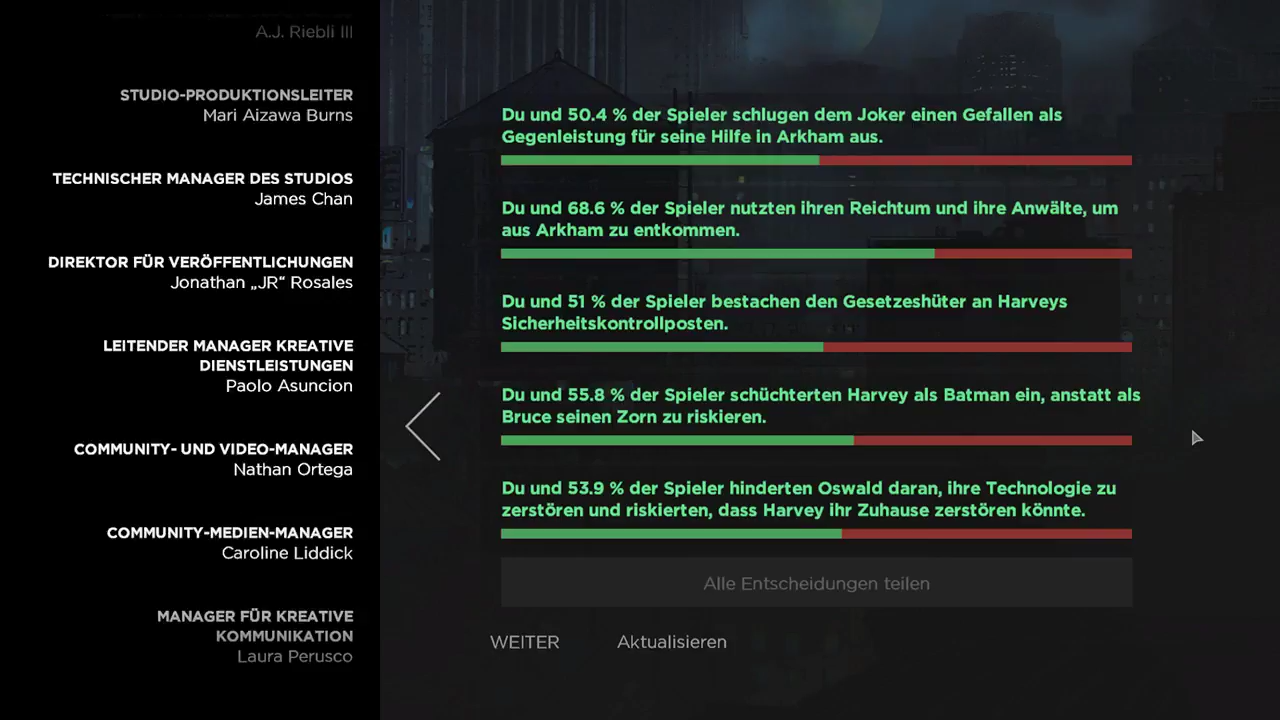 A.J. Riebli III
STUDIO-PRODUKTIONSLEITER
Mari Aizawa Burns
TECHNISCHER MANAGER DES STUDIOS
James Chan
DIREKTOR FÜR VERÖFFENTLICHUNGEN
Jonathan „JR“ Rosales
LEITENDER MANAGER KREATIVE
DIENSTLEISTUNGEN
Paolo Asuncion
COMMUNITY- UND VIDEO-MANAGER
Nathan Ortega
COMMUNITY-MEDIEN-MANAGER
Caroline Liddick
MANAGER FÜR KREATIVE
KOMMUNIKATION
Laura Perusco
Du und 50.4 % der Spieler schlugen dem Joker einen Gefallen als
Gegenleistung für seine Hilfe in Arkham aus.
Du und 68.6 % der Spieler nutzten ihren Reichtum und ihre Anwälte, um
aus Arkham zu entkommen.
Du und 51 % der Spieler bestachen den Gesetzeshüter an Harveys
Sicherheitskontrollposten.
Du und 55.8 % der Spieler schüchterten Harvey als Batman ein, anstatt als
Bruce seinen Zorn zu riskieren.
Du und 53.9 % der Spieler hinderten Oswald daran, ihre Technologie zu
zerstören und riskierten, dass Harvey ihr Zuhause zerstören könnte.
Alle Entscheidungen teilen
WEITER
Aktualisieren